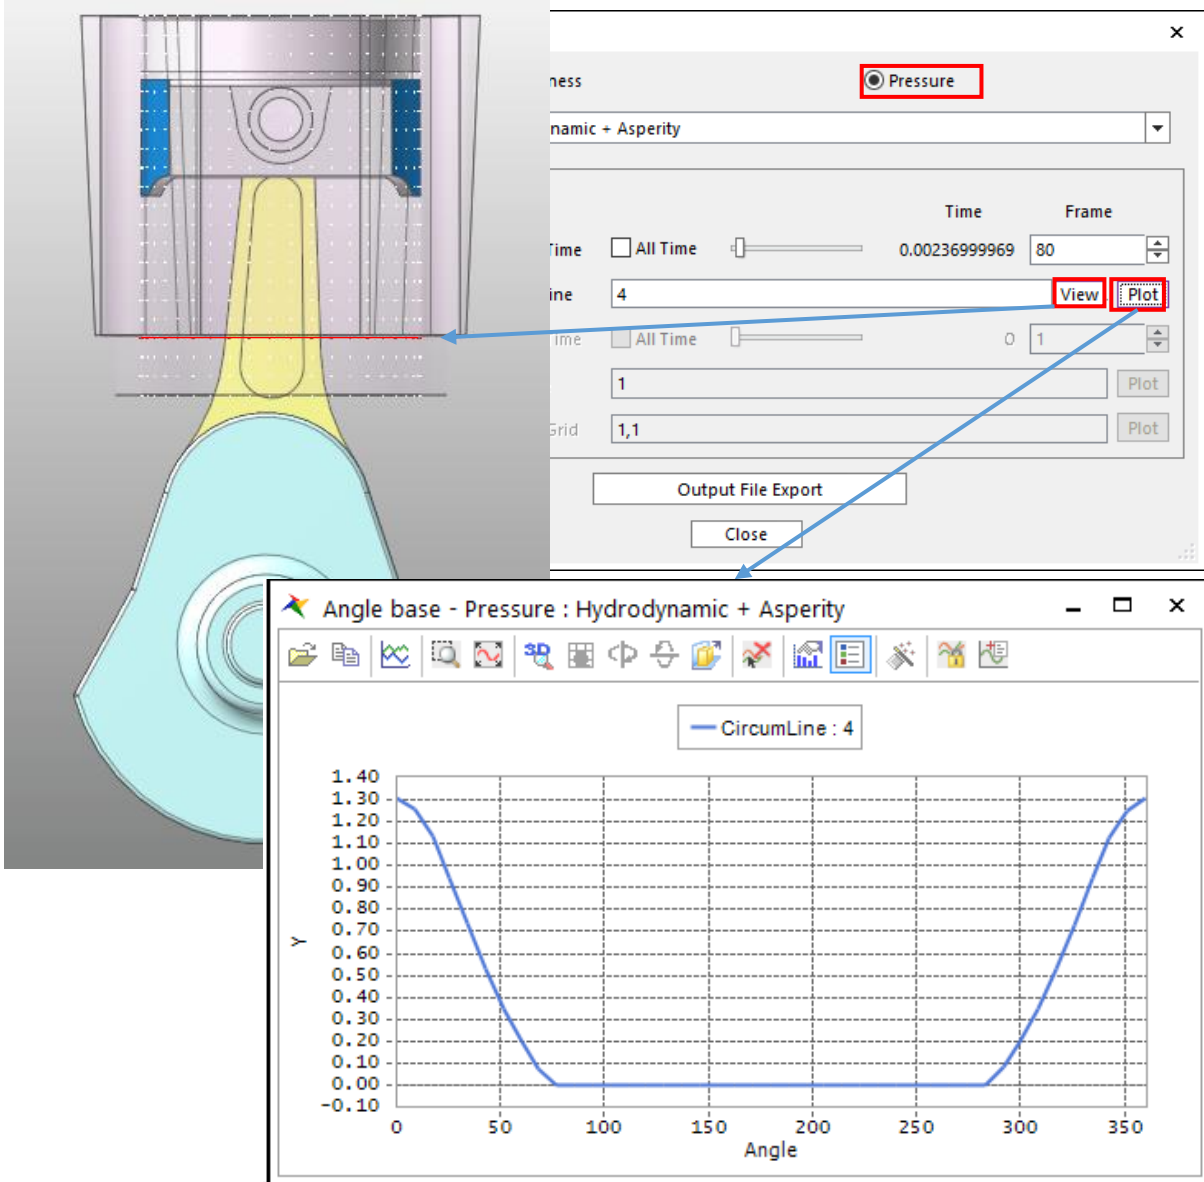 ness
Pressure
namic + Asperity
Time Frame
Time All Time 0.00236999969 80
ine 4 View Plot
Time All Time 0 1
1 Plot
Grid 1,1 Plot
Output File Export
Close
Angle base - Pressure : Hydrodynamic + Asperity
3D
CircumLine : 4
1.40
1.30
1.20
1.10
1.00
0.90
0.80
0.70
0.60
0.50
0.40
0.30
0.20
0.10
0.00
-0.10
Y
0 50 100 150 200 250 300 350
Angle